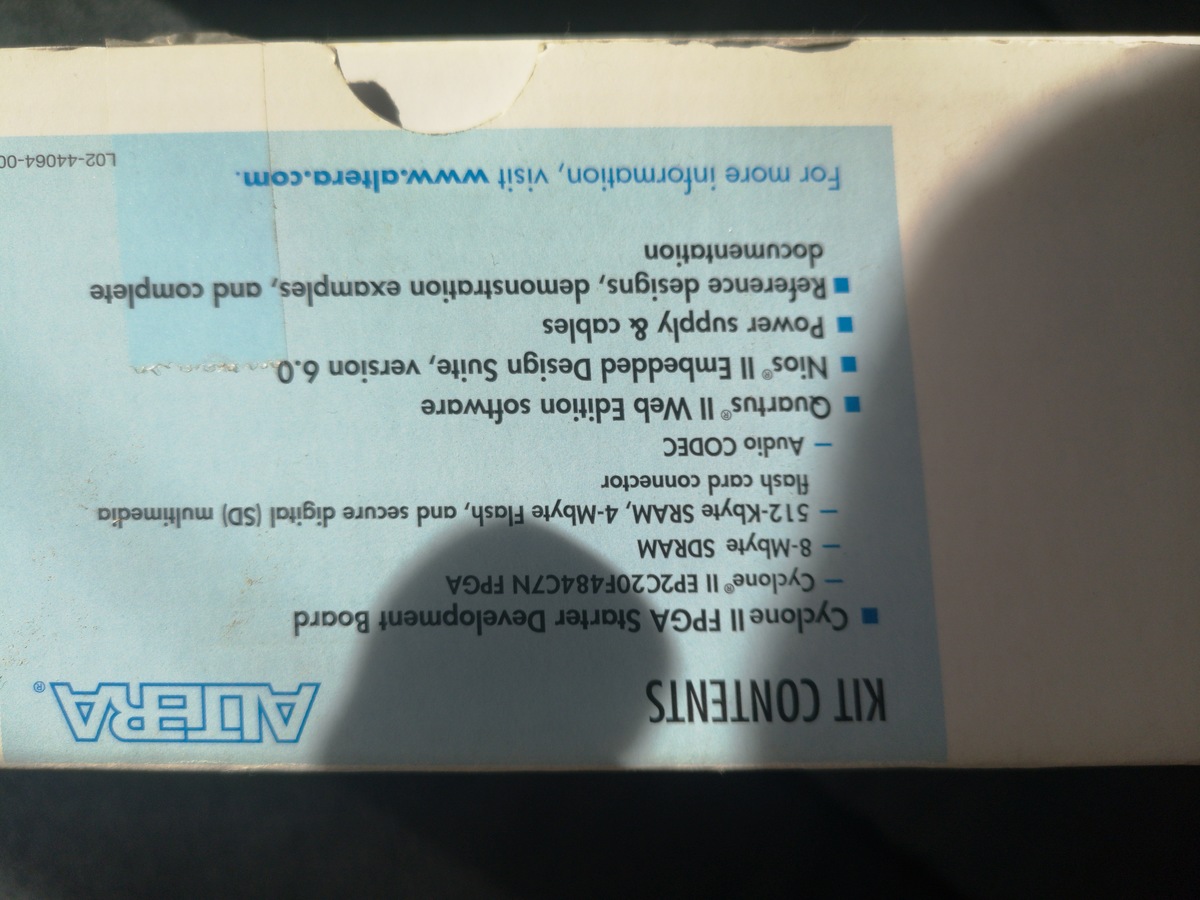 KIT CONTENTS
ALTERA®
■ Cyclone II FPGA Starter Development Board
– Cyclone® II EP2C20F484C7N FPGA
– 8-Mbyte SDRAM
– 512-Kbyte SRAM, 4-Mbyte Flash, and secure digital (SD) multimedia
flash card connector
– Audio CODEC
■ Quartus® II Web Edition software
■ Nios® II Embedded Design Suite, version 6.0
■ Power supply & cables
■ Reference designs, demonstration examples, and complete
documentation
For more information, visit www.altera.com.
L02-44064-00